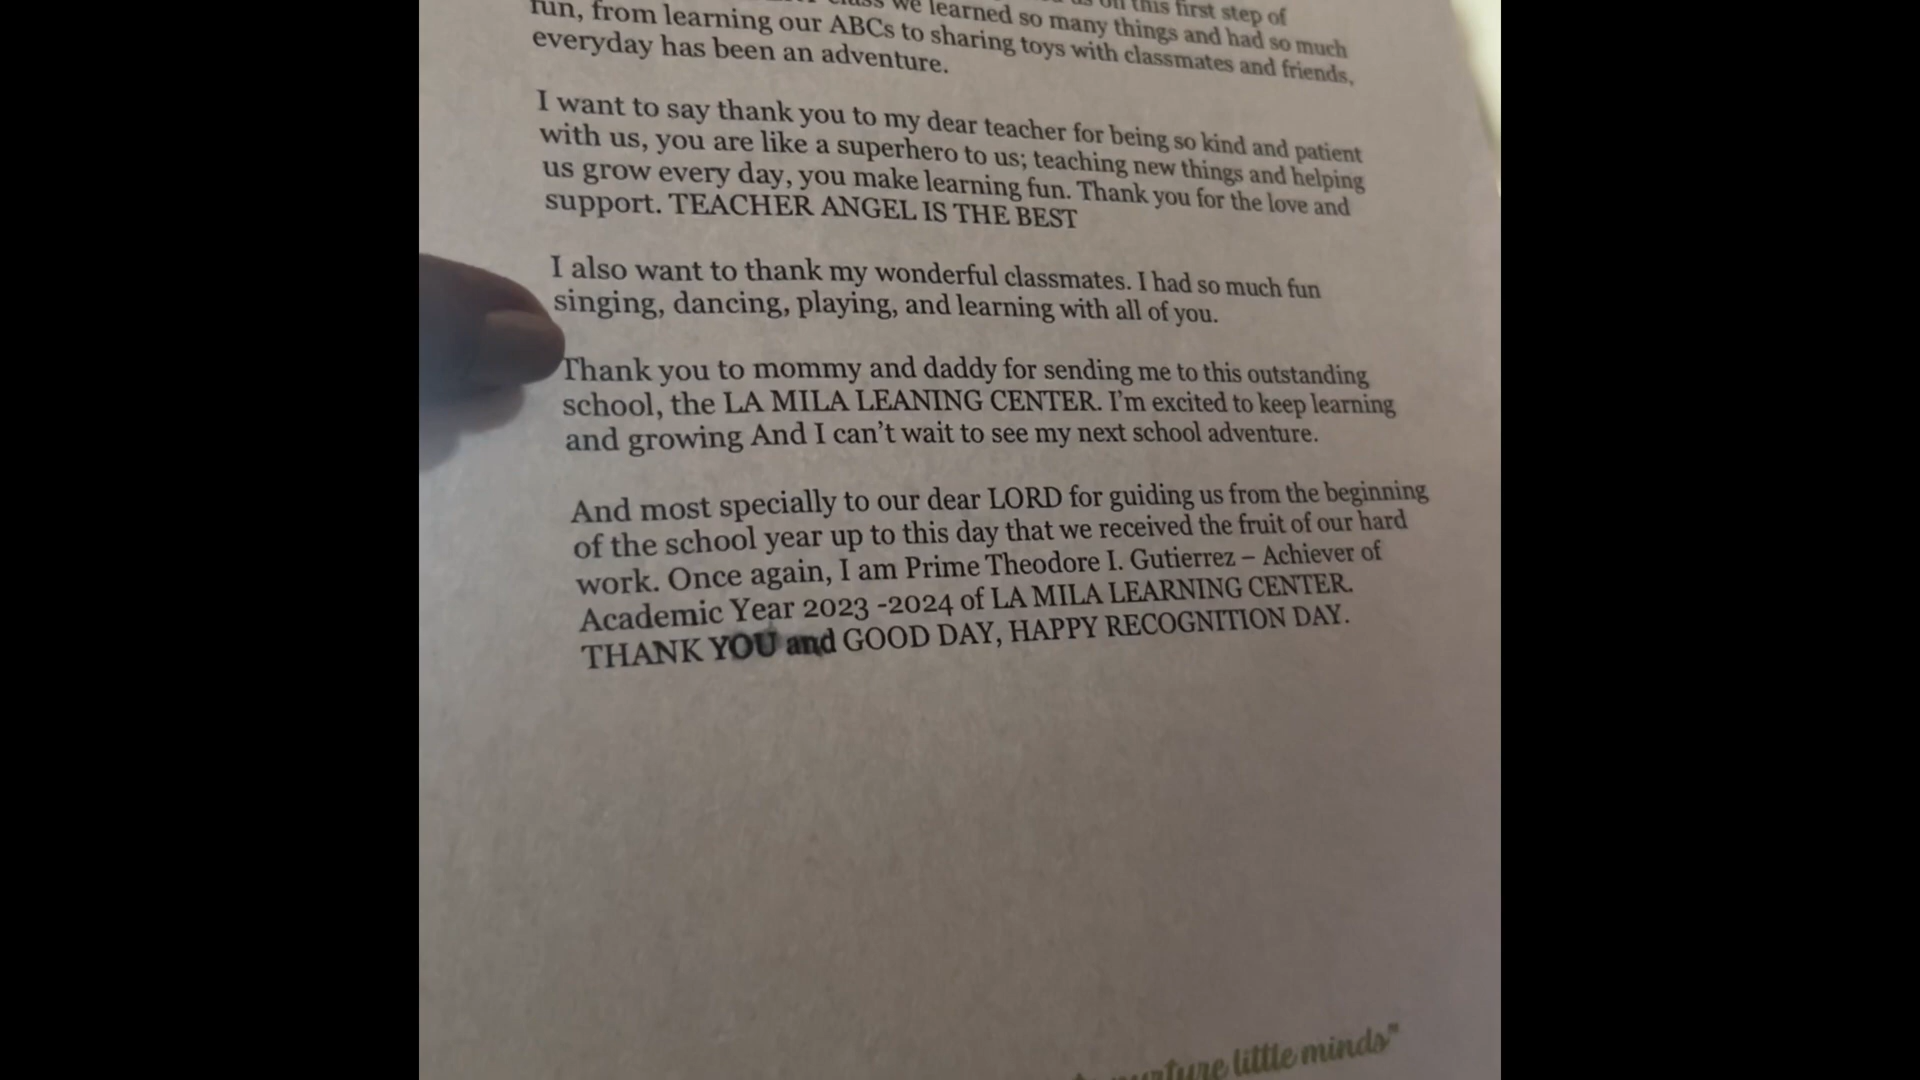 class we learned so many things and had so much
on this first step of
fun, from learning our ABCs to sharing toys with classmates and friends,
everyday has been an adventure.
I want to say thank you to my dear teacher for being so kind and patient
with us, you are like a superhero to us; teaching new things and helping
us grow every day, you make learning fun. Thank you for the love and
support. TEACHER ANGEL IS THE BEST
I also want to thank my wonderful classmates. I had so much fun
singing, dancing, playing, and learning with all of you.
Thank you to mommy and daddy for sending me to this outstanding
school, the LA MILA LEANING CENTER. I'm excited to keep learning
and growing And I can't wait to see my next school adventure.
And most specially to our dear LORD for guiding us from the beginning
of the school year up to this day that we received the fruit of our hard
work. Once again, I am Prime Theodore I. Gutierrez – Achiever of
Academic Year 2023 -2024 of LA MILA LEARNING CENTER.
THANK YOU and GOOD DAY, HAPPY RECOGNITION DAY.
nurture little minds"